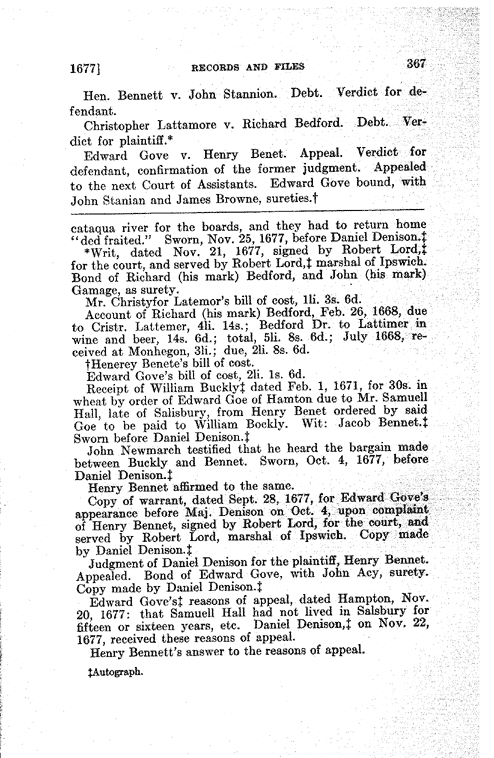 1677] RECORDS AND FILES 367
Hen. Bennett v. John Stannion. Debt. Verdict for de-
fendant.
Christopher Lattamore v. Richard Bedford. Debt. Ver-
dict for plaintiff.*
Edward Gove v. Henry Benet. Appeal. Verdict for
defendant, confirmation of the former judgment. Appealed
to the next Court of Assistants. Edward Gove bound, with
John Stanian and James Browne, sureties.†
cataqua river for the boards, and they had to return home
"ded fraited." Sworn, Nov. 25, 1677, before Daniel Denison.‡
*Writ, dated Nov. 21, 1677, signed by Robert Lord,‡
for the court, and served by Robert Lord,‡ marshal of Ipswich.
Bond of Richard (his mark) Bedford, and John (his mark)
Gamage, as surety.
Mr. Christyfor Latemor's bill of cost, 1li. 3s. 6d.
Account of Richard (his mark) Bedford, Feb. 26, 1668, due
to Cristr. Lattemer, 4li. 14s.; Bedford Dr. to Lattimer in
wine and beer, 14s. 6d.; total, 5li. 8s. 6d.; July 1668, re-
ceived at Monhegon, 3li.; due, 2li. 8s. 6d.
†Henerey Benete's bill of cost.
Edward Gove's bill of cost, 2li. 1s. 6d.
Receipt of William Buckly‡ dated Feb. 1, 1671, for 30s. in
wheat by order of Edward Goe of Hamton due to Mr. Samuell
Hall, late of Salisbury, from Henry Benet ordered by said
Goe to be paid to William Bockly. Wit: Jacob Bennet.‡
Sworn before Daniel Denison.‡
John Newmarch testified that he heard the bargain made
between Buckly and Bennet. Sworn, Oct. 4, 1677, before
Daniel Denison.‡
Henry Bennet affirmed to the same.
Copy of warrant, dated Sept. 28, 1677, for Edward Gove's
appearance before Maj. Denison on Oct. 4, upon complaint
of Henry Bennet, signed by Robert Lord, for the court, and
served by Robert Lord, marshal of Ipswich. Copy made
by Daniel Denison.‡
Judgment of Daniel Denison for the plaintiff, Henry Bennet.
Appealed. Bond of Edward Gove, with John Acy, surety.
Copy made by Daniel Denison.‡
Edward Gove's‡ reasons of appeal, dated Hampton, Nov.
20, 1677: that Samuell Hall had not lived in Salsbury for
fifteen or sixteen years, etc. Daniel Denison,‡ on Nov. 22,
1677, received these reasons of appeal.
Henry Bennett's answer to the reasons of appeal.
‡Autograph.